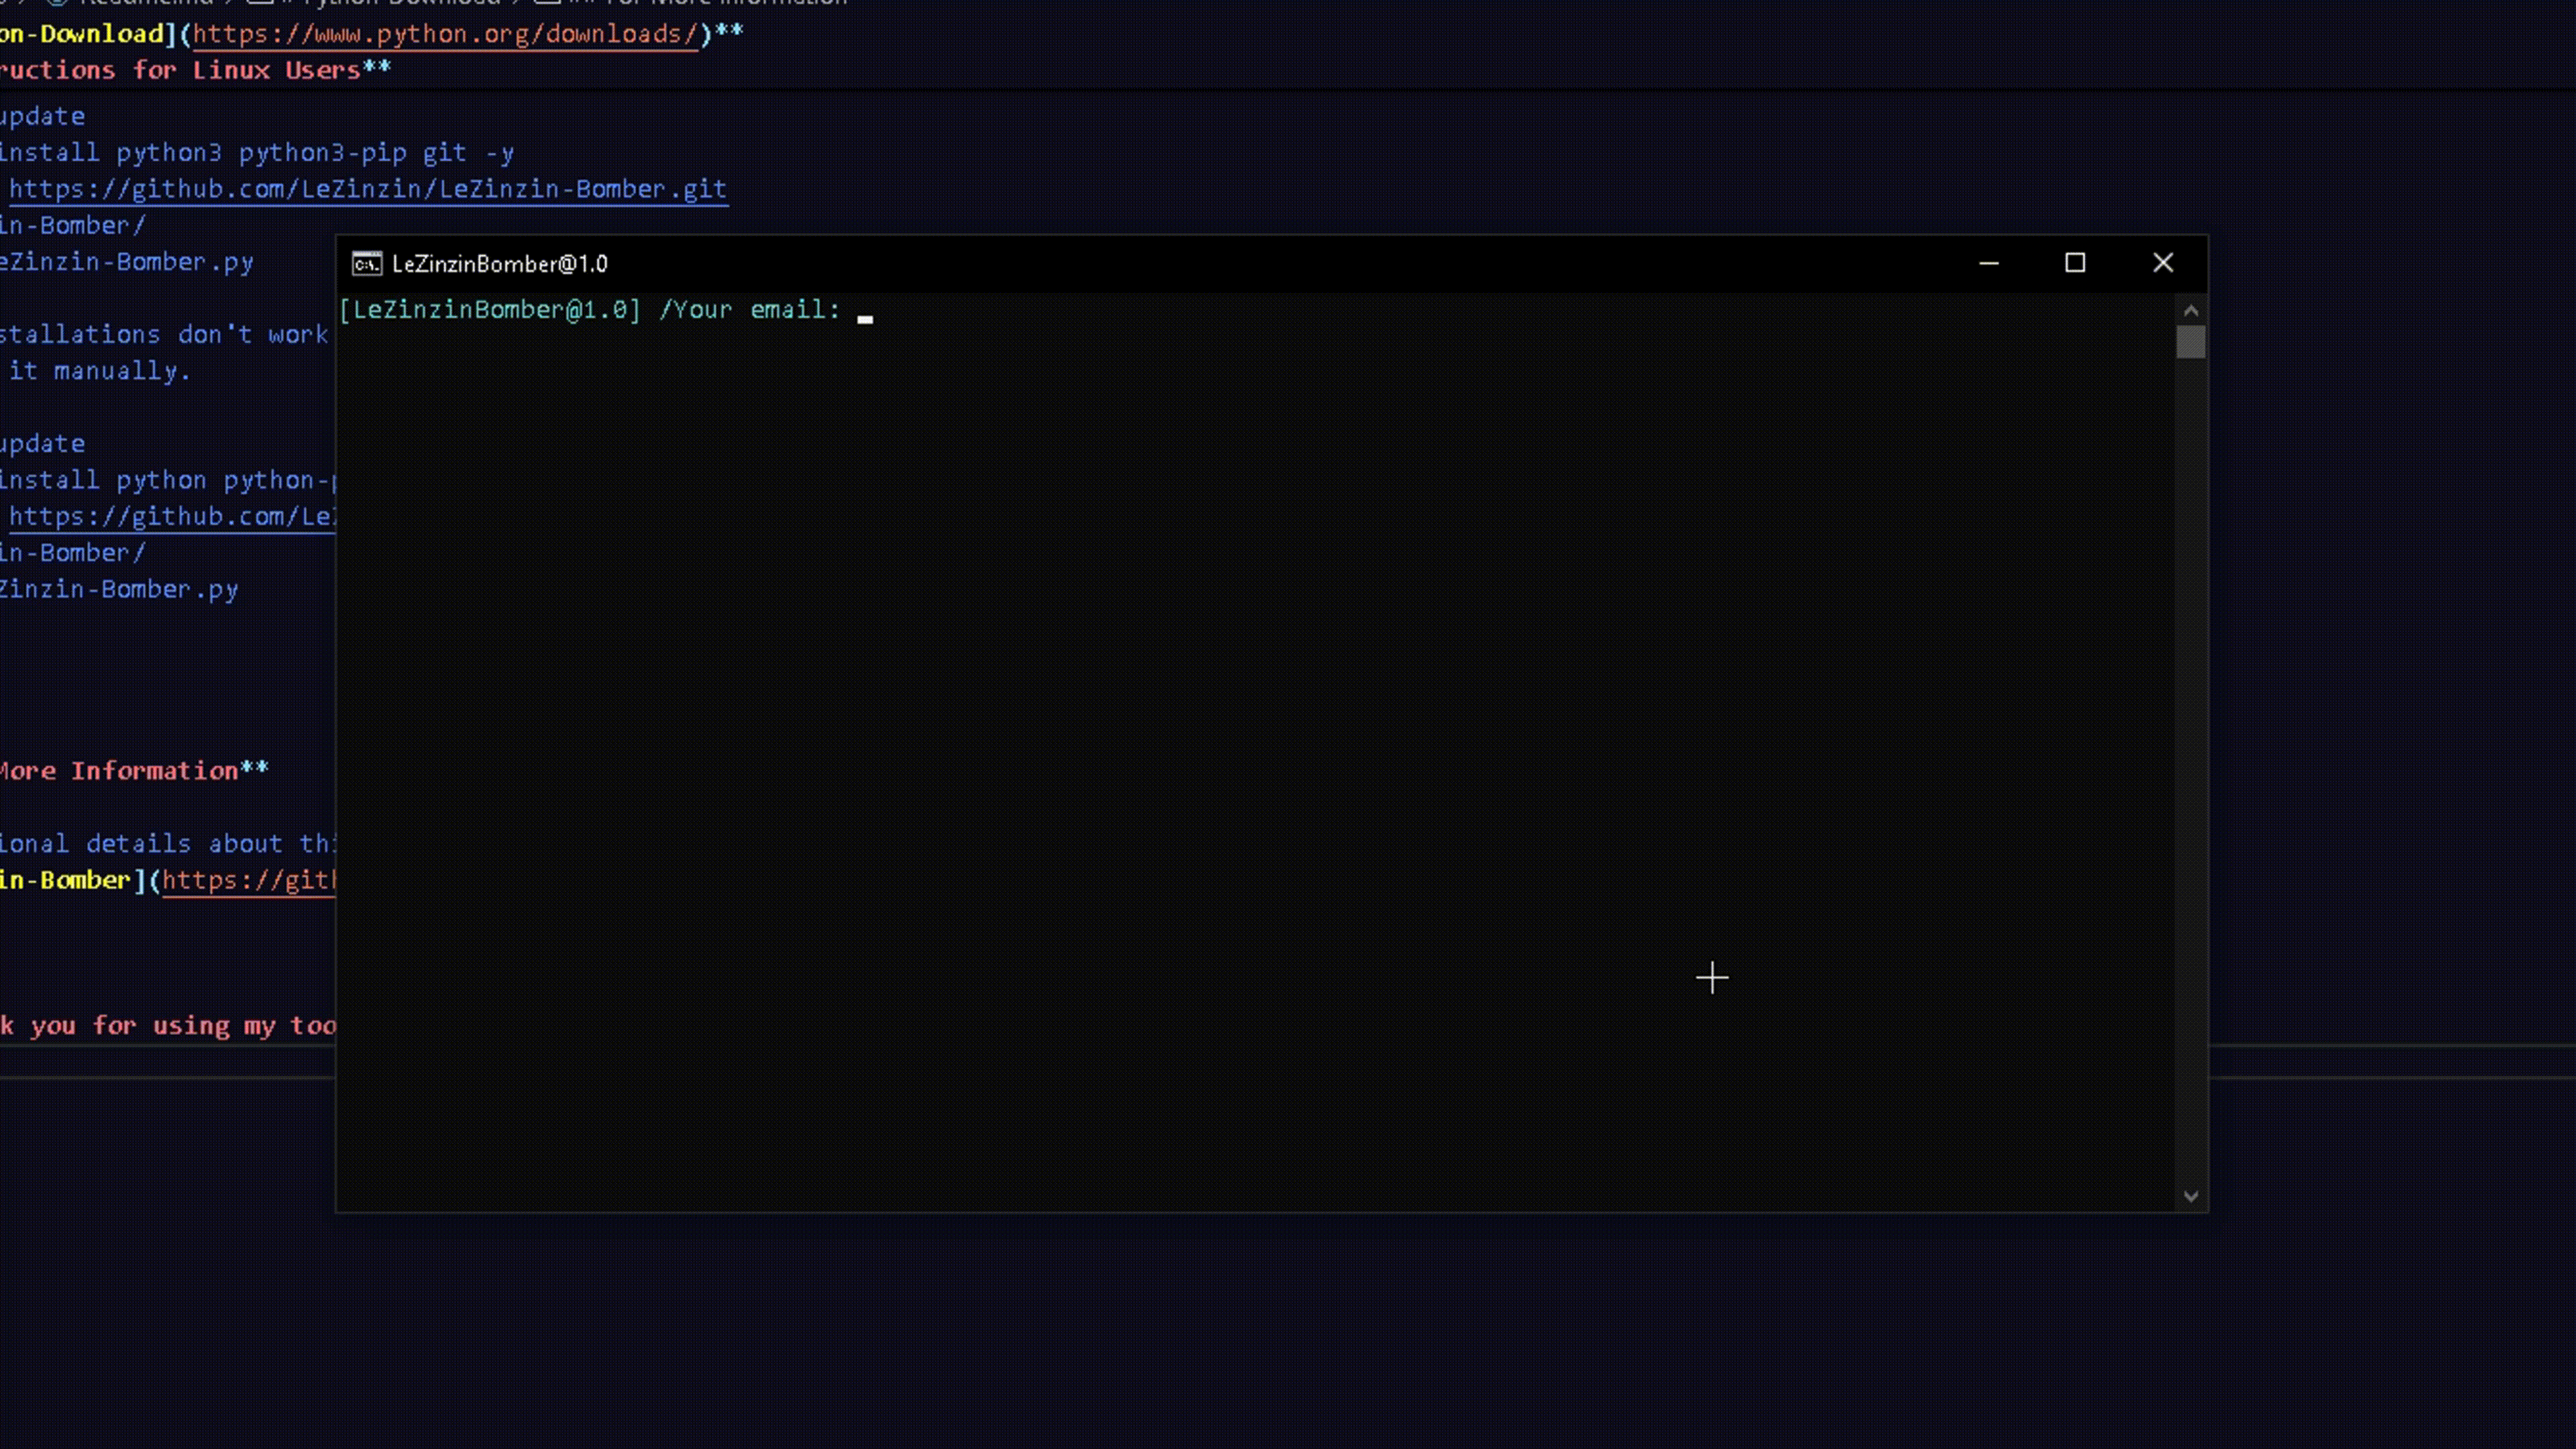 on-Download](https://www.python.org/downloads/)**
ructions for Linux Users**
update
install python3 python3-pip git -y
https://github.com/LeZinzin/LeZinzin-Bomber.git
in-Bomber/
eZinzin-Bomber.py
LeZinzinBomber@1.0
[LeZinzinBomber@1.0] /Your email:
stallations don't work
it manually.
update
install python python-p
https://github.com/LeZ
in-Bomber/
Zinzin-Bomber.py
More Information**
ional details about thi
in-Bomber](https://gith
k you for using my too